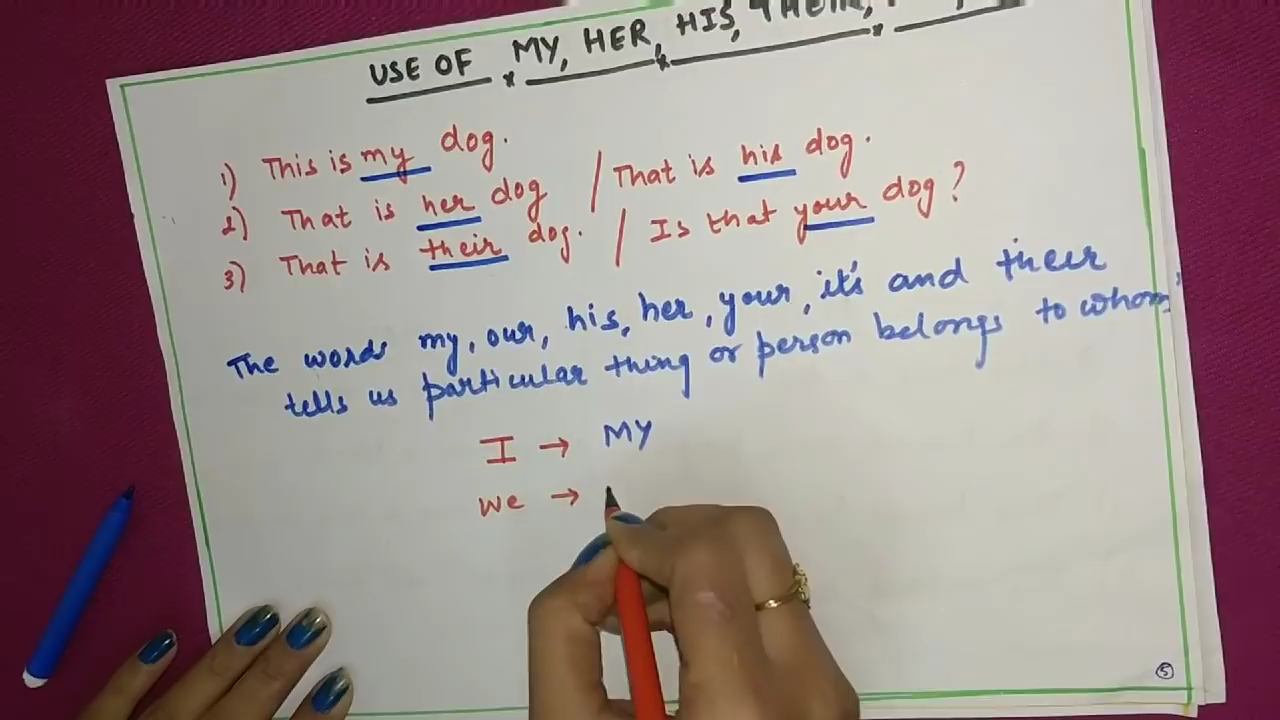 USE OF MY, HER, HIS, THEIR,
1) This is my dog.
2) That is her dog / That is his dog.
3) That is their dog. / Is that your dog?
The words my, our, his, her, your, it's and their
tells us particular thing or person belongs to whom
I → MY
we →
5